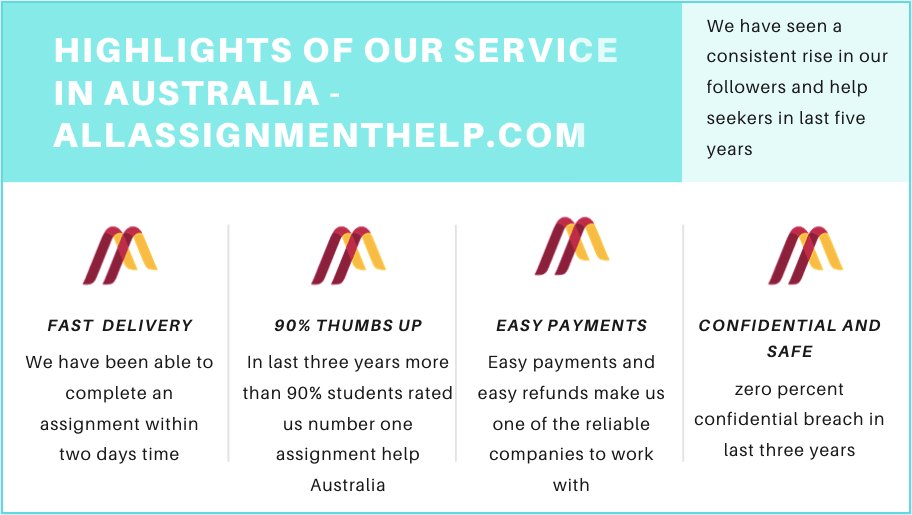 HIGHLIGHTS OF OUR SERVICE
IN AUSTRALIA -
ALLASSIGNMENTHELP.COM
We have seen a
consistent rise in our
followers and help
seekers in last five
years
FAST DELIVERY
We have been able to
complete an
assignment within
two days time
90% THUMBS UP
In last three years more
than 90% students rated
us number one
assignment help
Australia
EASY PAYMENTS
Easy payments and
easy refunds make us
one of the reliable
companies to work
with
CONFIDENTIAL AND
SAFE
zero percent
confidential breach in
last three years